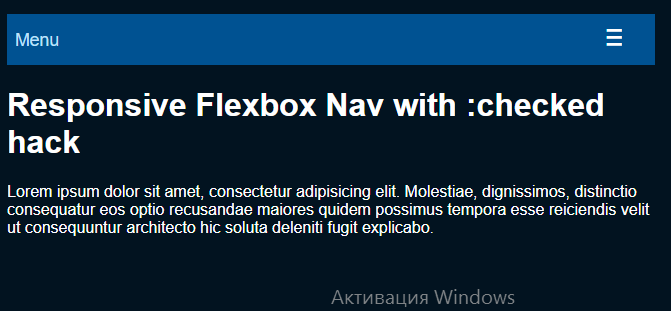 Menu ☰
Responsive Flexbox Nav with :checked
hack
Lorem ipsum dolor sit amet, consectetur adipisicing elit. Molestiae, dignissimos, distinctio
consequatur eos optio recusandae maiores quidem possimus tempora esse reiciendis velit
ut consequuntur architecto hic soluta deleniti fugit explicabo.
Активация Windows